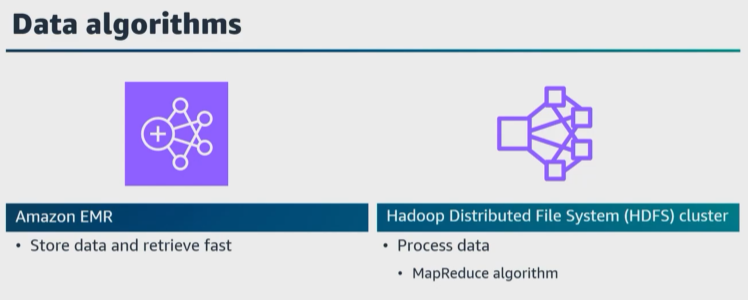 Data algorithms
Amazon EMR
• Store data and retrieve fast
Hadoop Distributed File System (HDFS) cluster
• Process data
• MapReduce algorithm